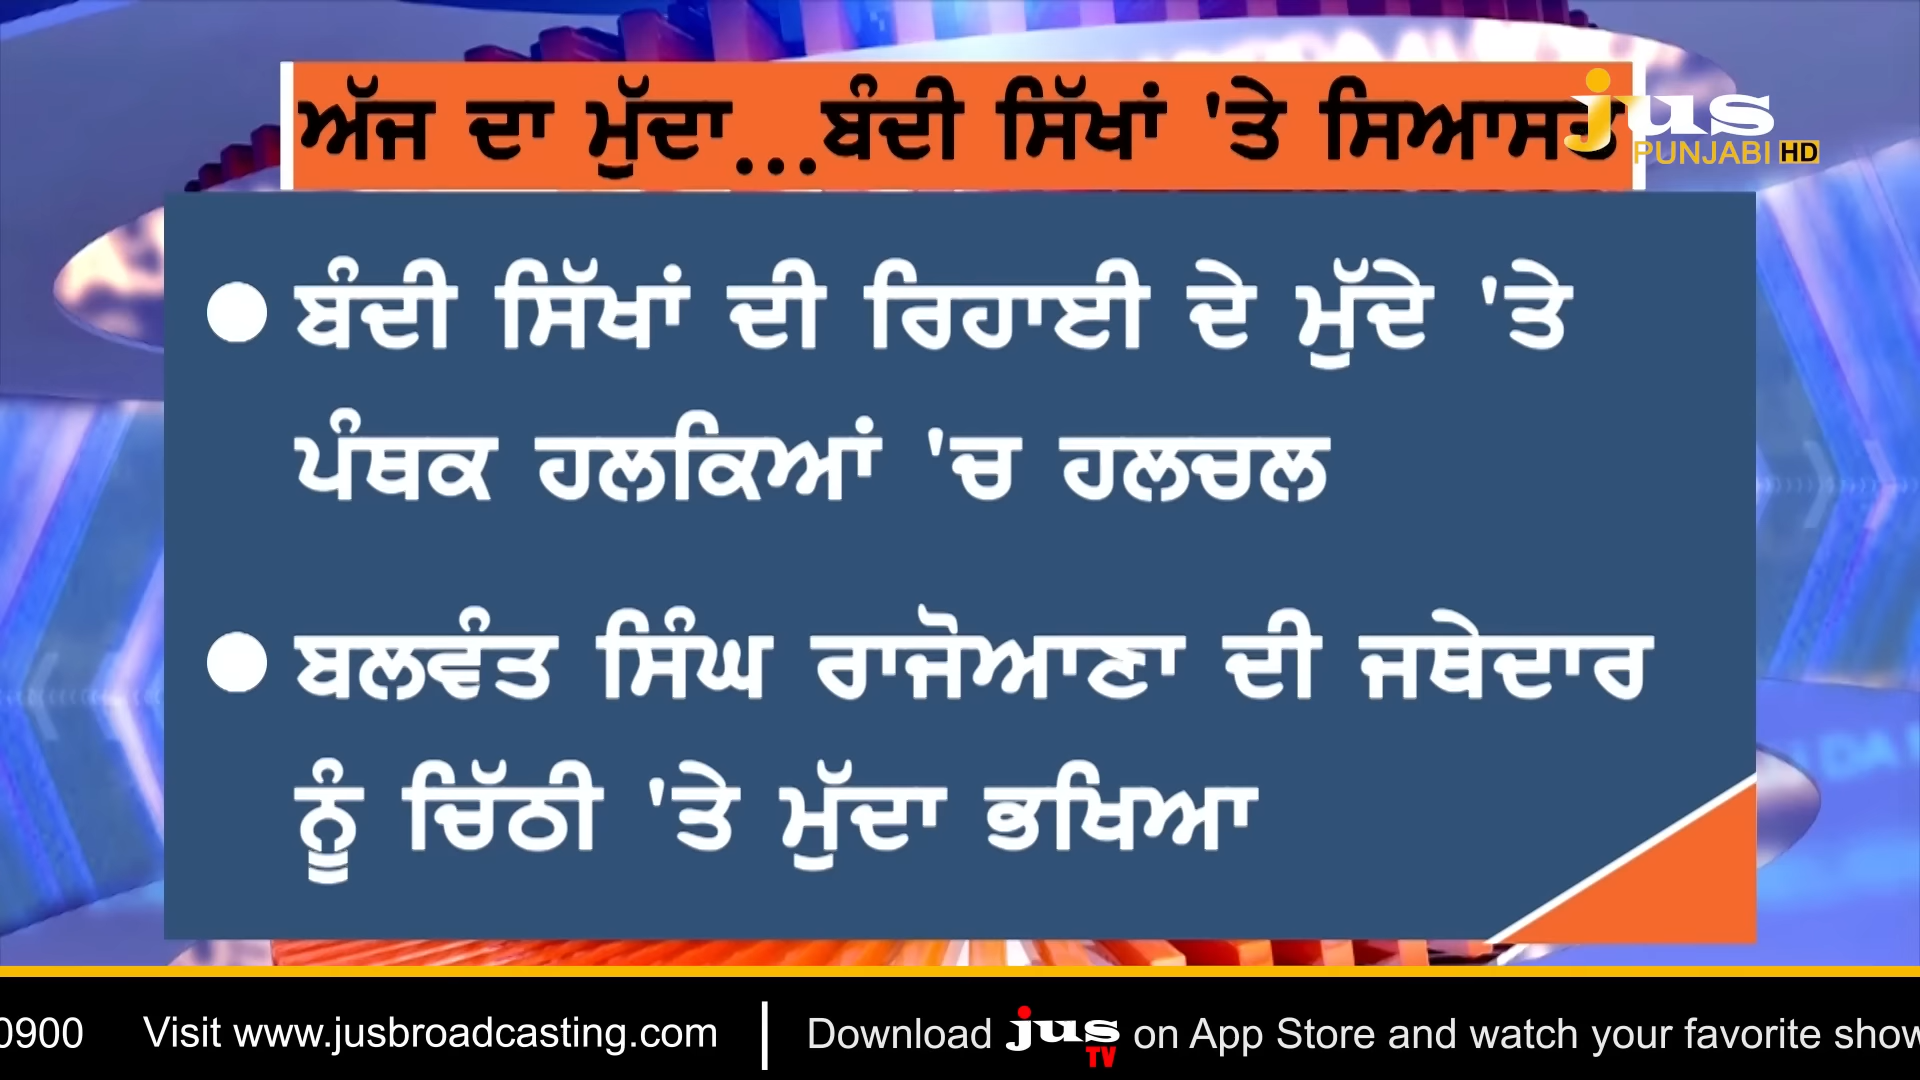 ਅੱਜ ਦਾ ਮੁੱਦਾ...ਬੰਦੀ ਸਿੱਖਾਂ 'ਤੇ ਸਿਆਸਤ
jus
PUNJABI HD
ਬੰਦੀ ਸਿੱਖਾਂ ਦੀ ਰਿਹਾਈ ਦੇ ਮੁੱਦੇ 'ਤੇ
ਪੰਥਕ ਹਲਕਿਆਂ 'ਚ ਹਲਚਲ
ਬਲਵੰਤ ਸਿੰਘ ਰਾਜੋਆਣਾ ਦੀ ਜਥੇਦਾਰ
ਨੂੰ ਚਿੱਠੀ 'ਤੇ ਮੁੱਦਾ ਭਖਿਆ
0900 Visit www.jusbroadcasting.com | Download jus TV on App Store and watch your favorite show